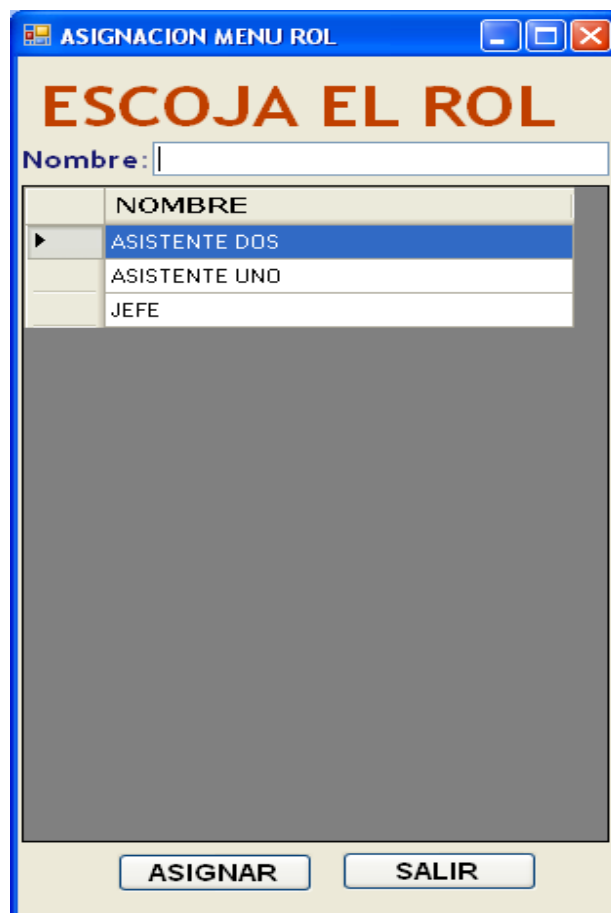 ASIGNACION MENU ROL
ESCOJA EL ROL
Nombre:
NOMBRE
ASISTENTE DOS
ASISTENTE UNO
JEFE
ASIGNAR SALIR